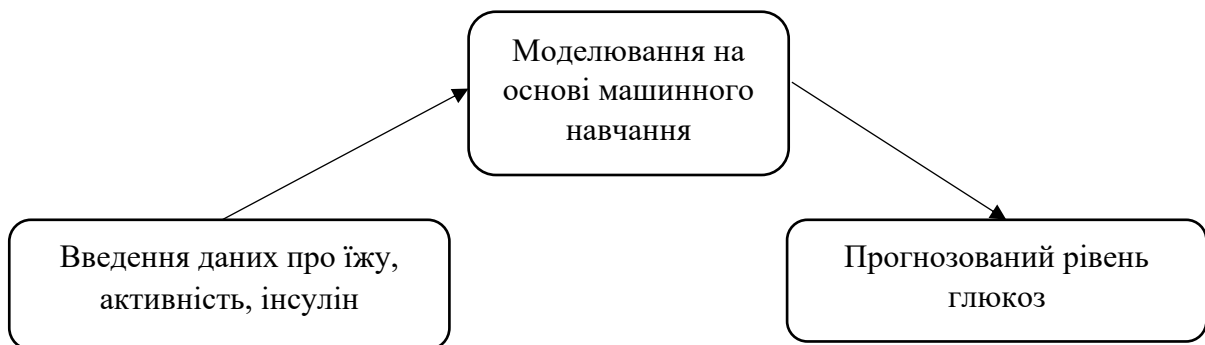 Моделювання на
основі машинного
навчання
Введення даних про їжу,
активність, інсулін
Прогнозований рівень
глюкоз